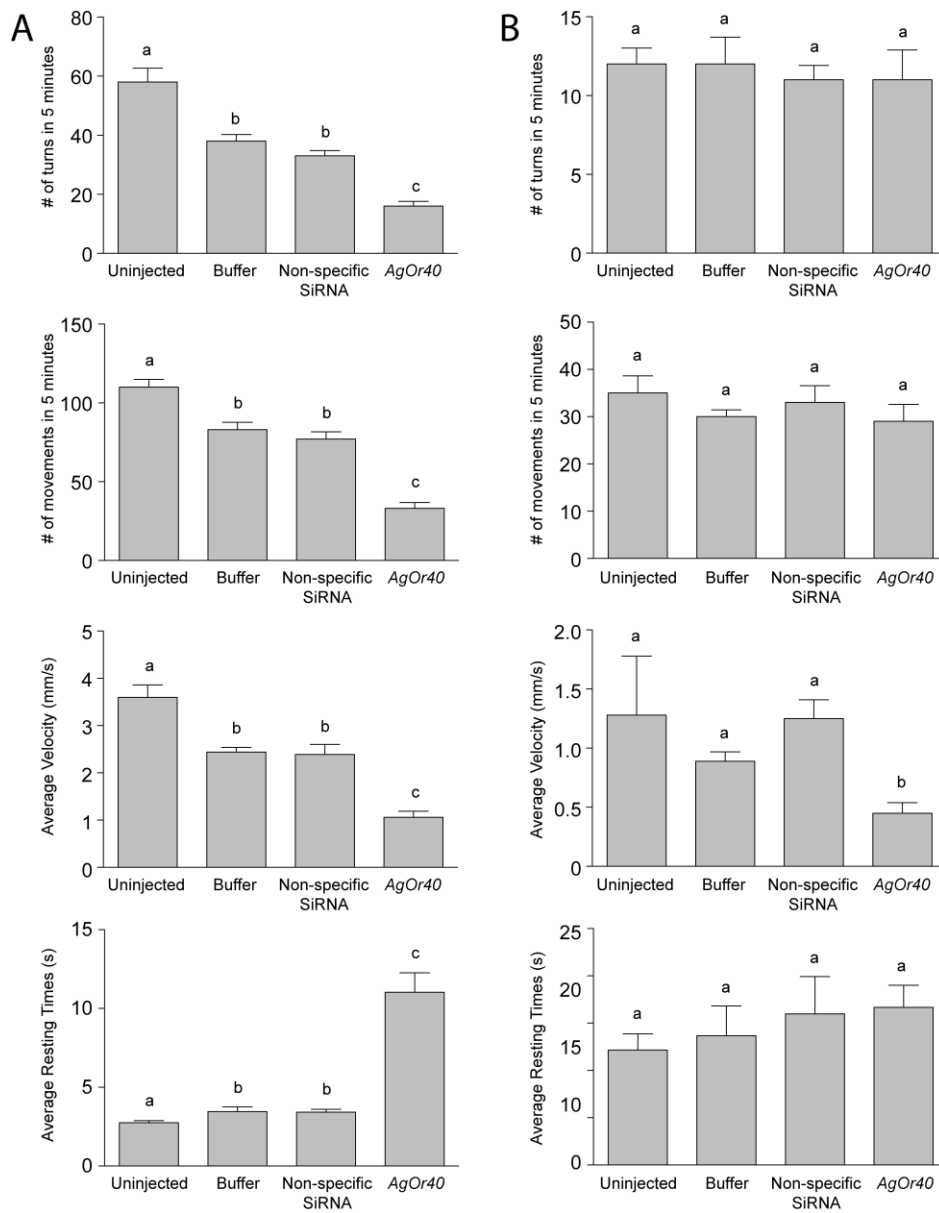 A
# of turns in 5 minutes
80
60
40
20
0
a
b
b
c
Uninjected
Buffer
Non-specific
SiRNA
AgOr40
# of movements in 5 minutes
150
100
50
0
a
b
b
c
Uninjected
Buffer
Non-specific
SiRNA
AgOr40
Average Velocity (mm/s)
5
4
3
2
1
0
a
b
b
c
Uninjected
Buffer
Non-specific
SiRNA
AgOr40
Average Resting Times (s)
15
10
5
0
a
b
b
c
Uninjected
Buffer
Non-specific
SiRNA
AgOr40
B
# of turns in 5 minutes
15
12
10
5
0
a
a
a
a
Uninjected
Buffer
Non-specific
SiRNA
AgOr40
# of movements in 5 minutes
50
40
30
20
30
0
a
a
a
a
Uninjected
Buffer
Non-specific
SiRNA
AgOr40
Average Velocity (mm/s)
2.0
1.5
1.0
0.5
0
a
a
a
b
Uninjected
Buffer
Non-specific
SiRNA
AgOr40
Average Resting Times (s)
25
20
15
10
0
a
a
a
a
Uninjected
Buffer
Non-specific
SiRNA
AgOr40